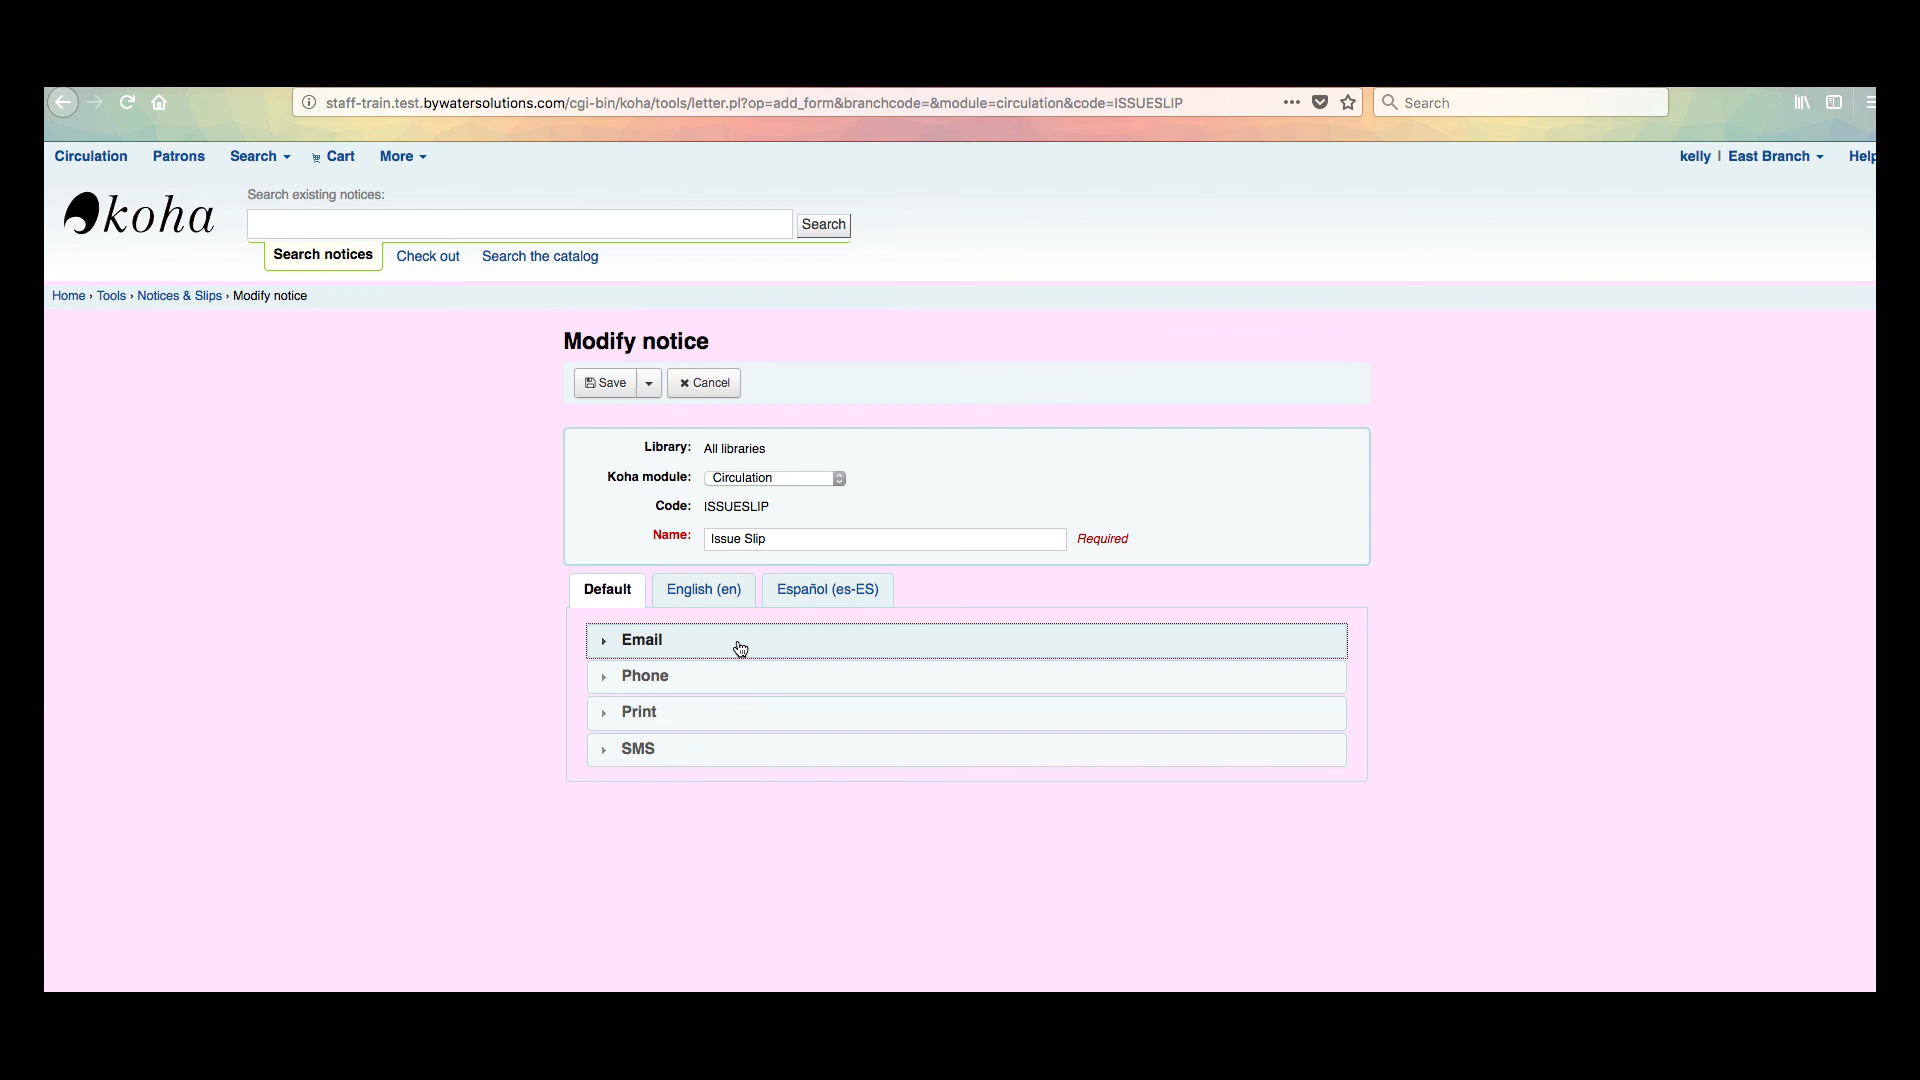 staff-train.test.bywatersolutions.com/cgi-bin/koha/tools/letter.pl?op=add_form&branchcode=&module=circulation&code=ISSUESLIP
Search
Circulation Patrons Search Cart More kelly | East Branch Help
koha
Search existing notices:
Search
Search notices Check out Search the catalog
Home › Tools › Notices & Slips › Modify notice
Modify notice
Save Cancel
Library: All libraries
Koha module: Circulation
Code: ISSUESLIP
Name: Issue Slip Required
Default English (en) Español (es-ES)
Email
Phone
Print
SMS